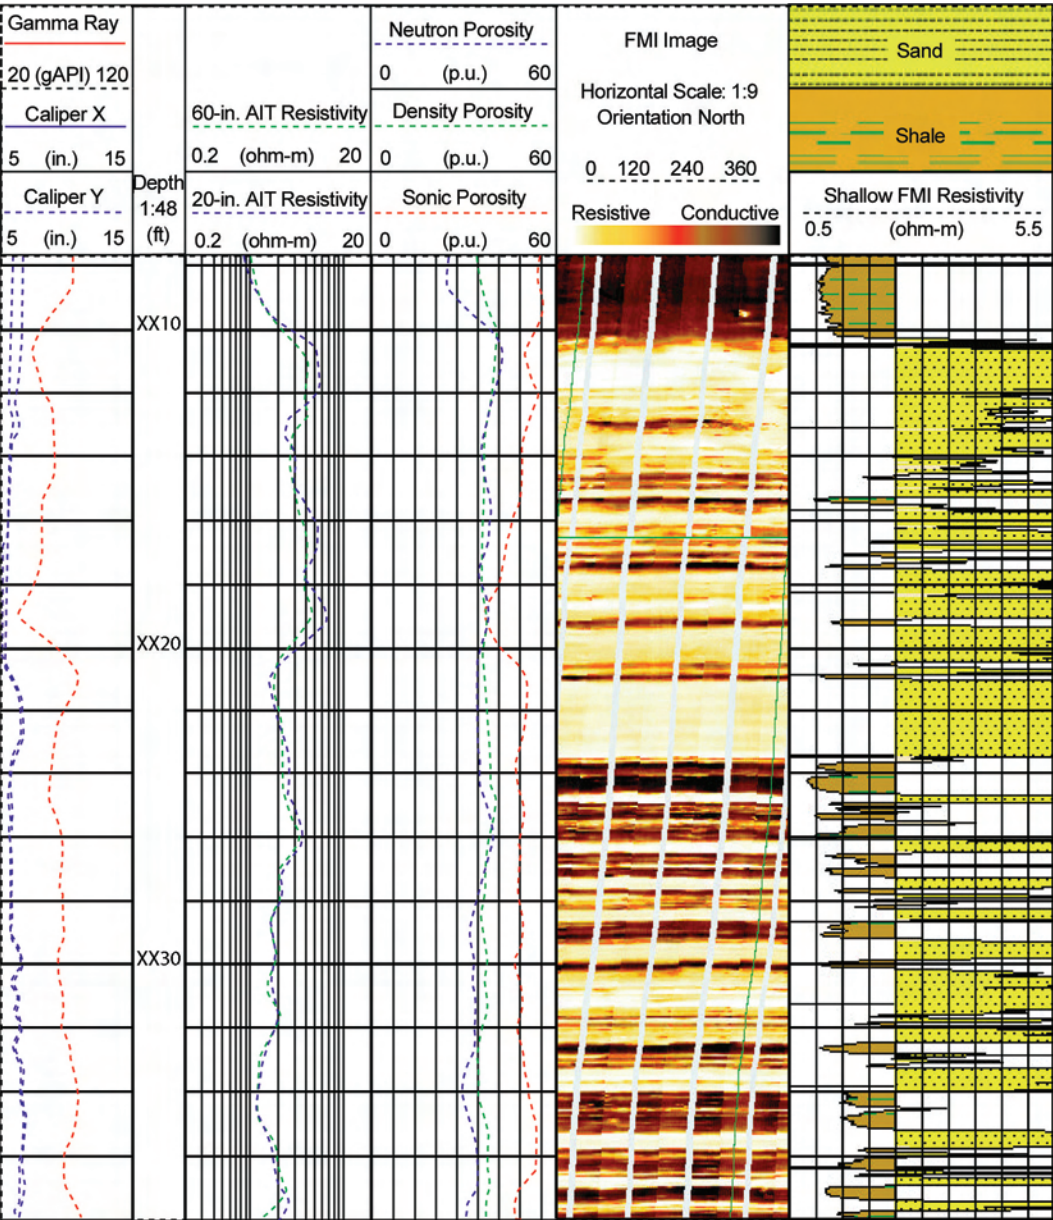 Gamma Ray
20 (gAPI) 120
Caliper X
5 (in.) 15
Caliper Y
5 (in.) 15
Depth
1:48
(ft)
60-in. AIT Resistivity
0.2 (ohm-m) 20
20-in. AIT Resistivity
0.2 (ohm-m) 20
Neutron Porosity
0 (p.u.) 60
Density Porosity
0 (p.u.) 60
Sonic Porosity
0 (p.u.) 60
FMI Image
Horizontal Scale: 1:9
Orientation North
0 120 240 360
Resistive Conductive
Sand
Shale
Shallow FMI Resistivity
0.5 (ohm-m) 5.5
XX10
XX20
XX30